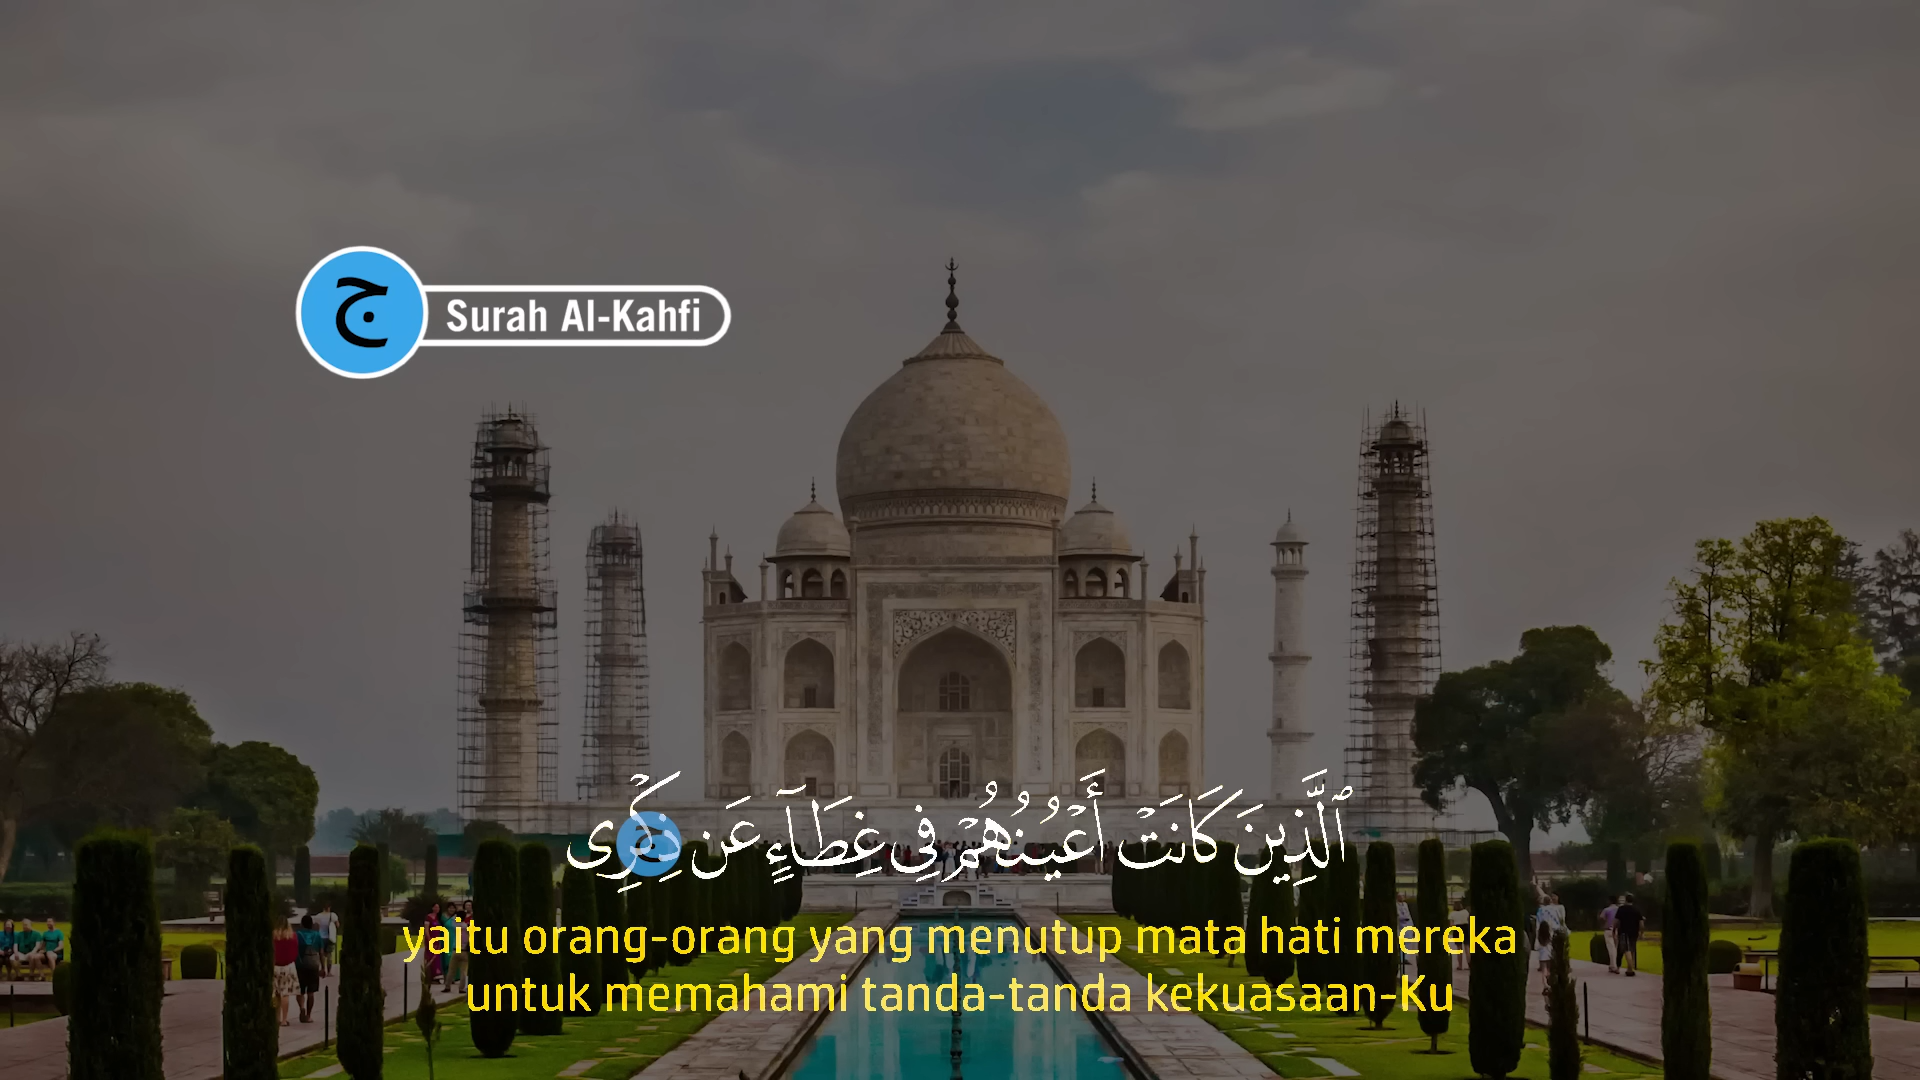 ج
Surah Al-Kahfi
ٱلَّذِينَ كَانَتۡ أَعۡيُنُهُمۡ فِي غِطَآءٍ عَن ذِكۡرِي
ج
yaitu orang-orang yang menutup mata hati mereka
untuk memahami tanda-tanda kekuasaan-Ku